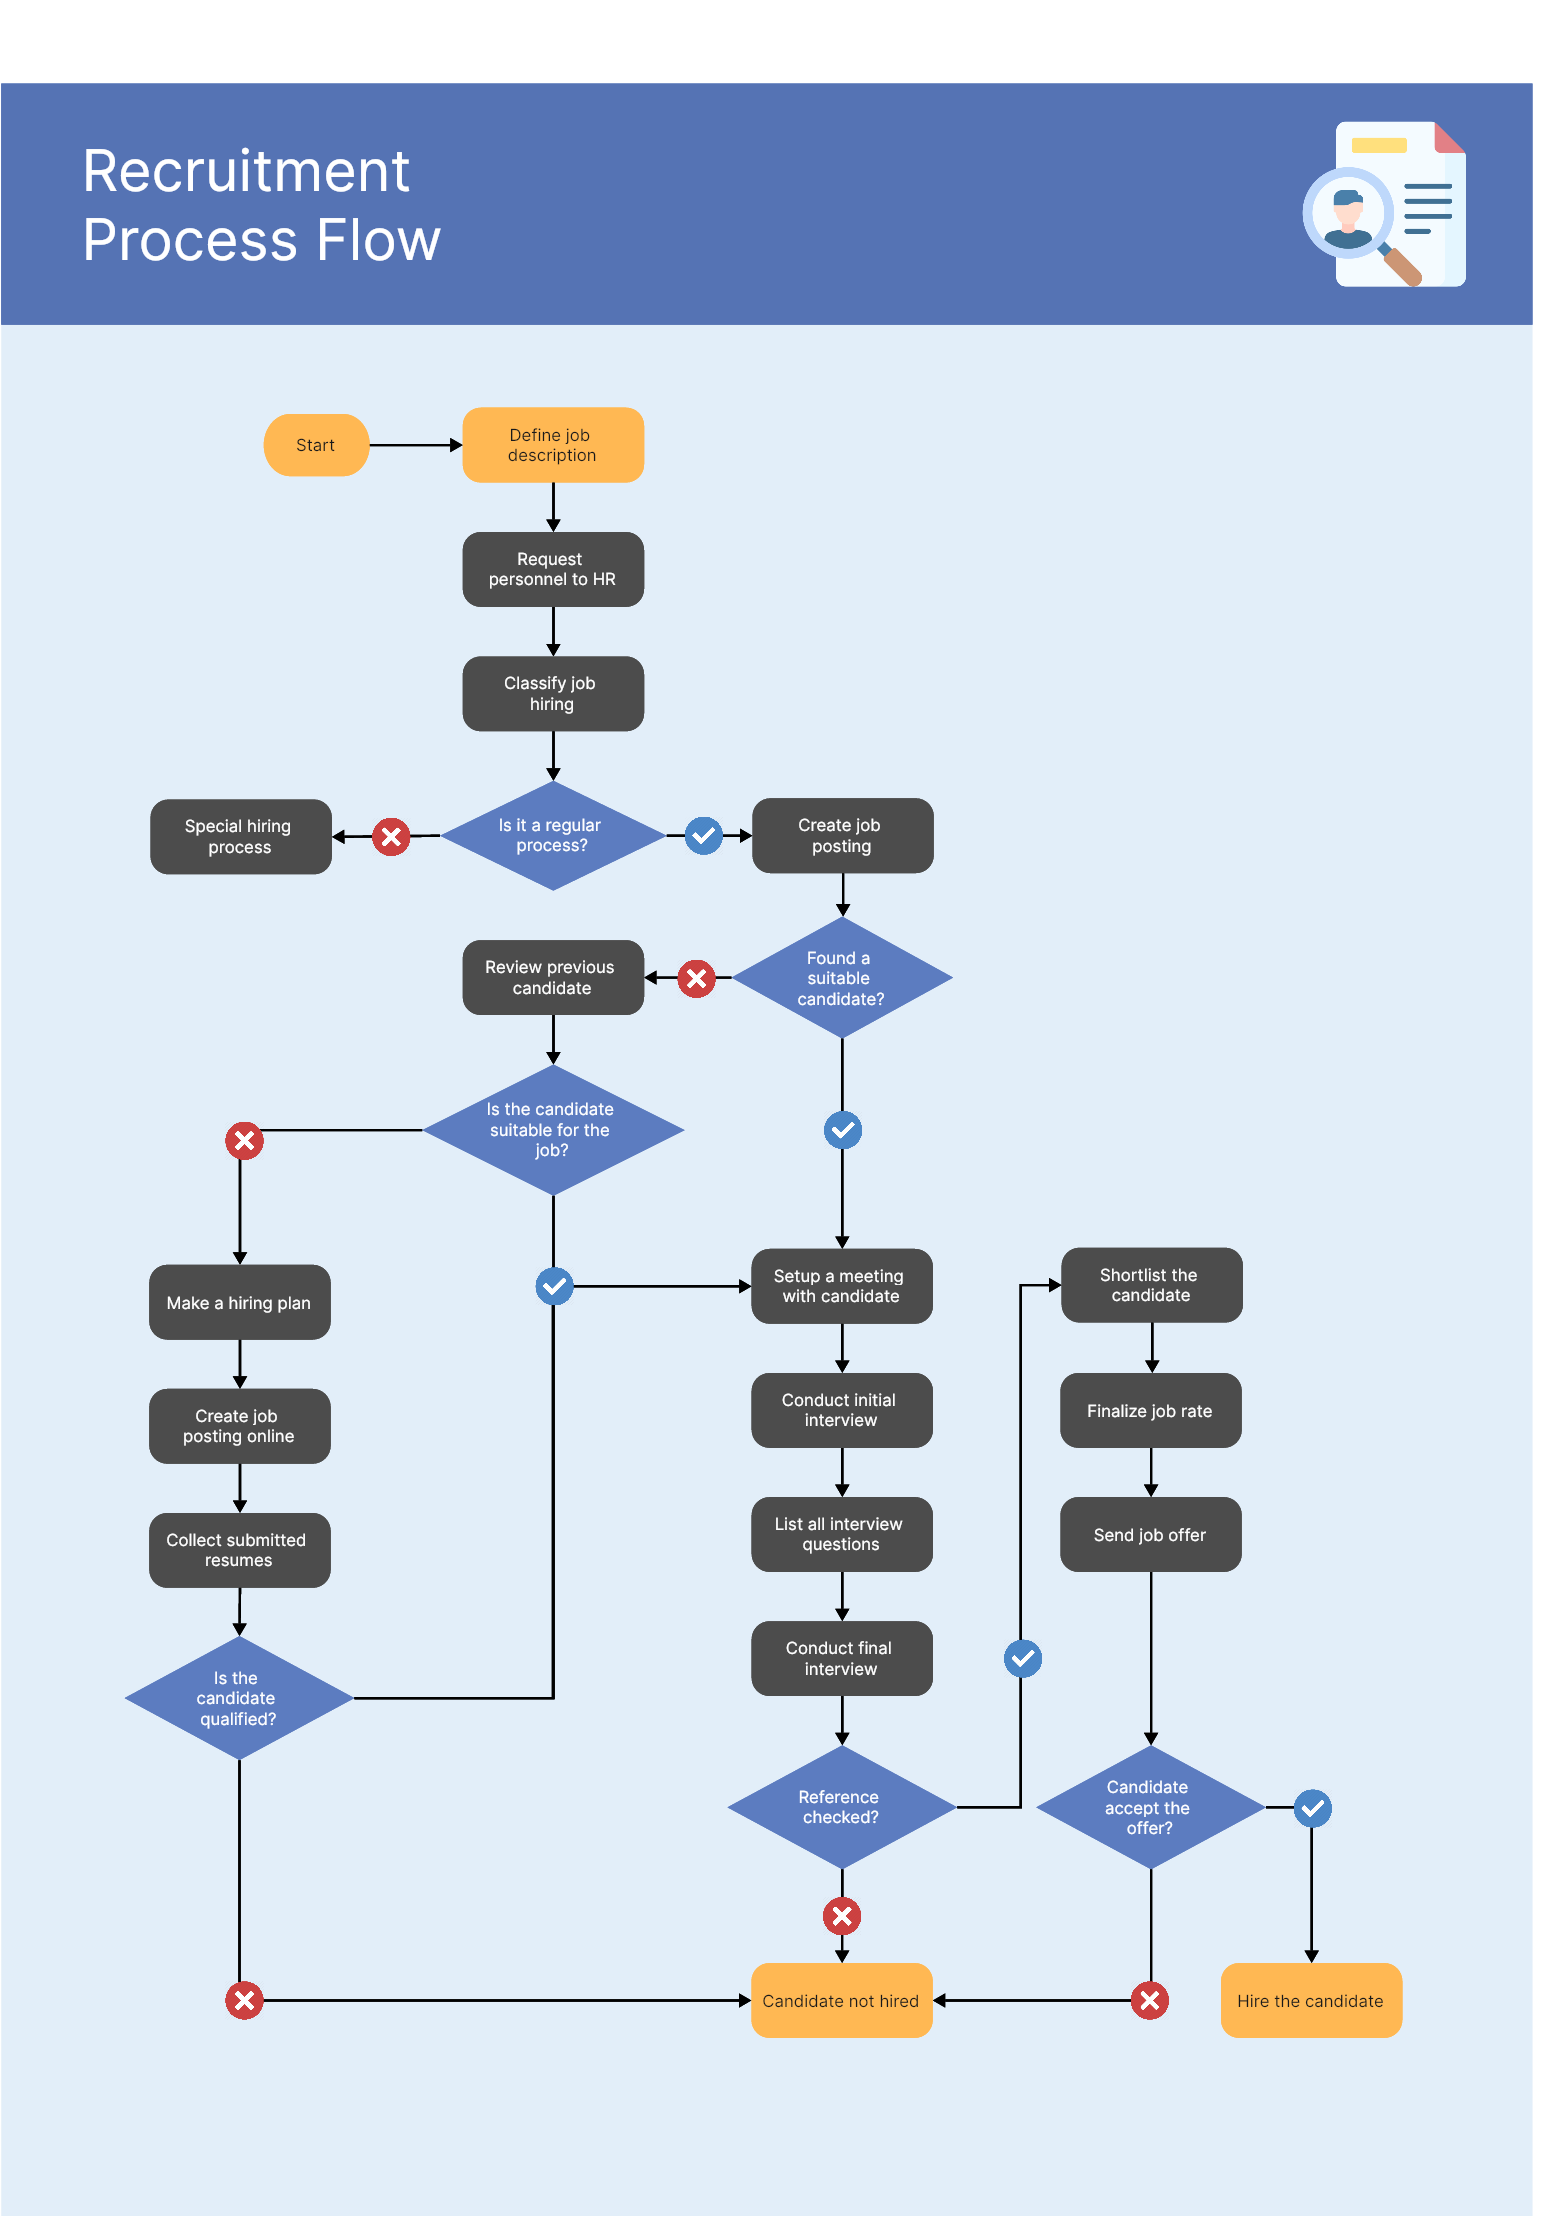 Recruitment
Process Flow
Start
Define job
description
Request
personnel to HR
Classify job
hiring
Special hiring
process
Is it a regular
process?
Create job
posting
Review previous
candidate
Found a
suitable
candidate?
Is the candidate
suitable for the
job?
Make a hiring plan
Create job
posting online
Collect submitted
resumes
Is the
candidate
qualified?
Setup a meeting
with candidate
Conduct initial
interview
List all interview
questions
Conduct final
interview
Reference
checked?
Shortlist the
candidate
Finalize job rate
Send job offer
Candidate
accept the
offer?
Candidate not hired
Hire the candidate